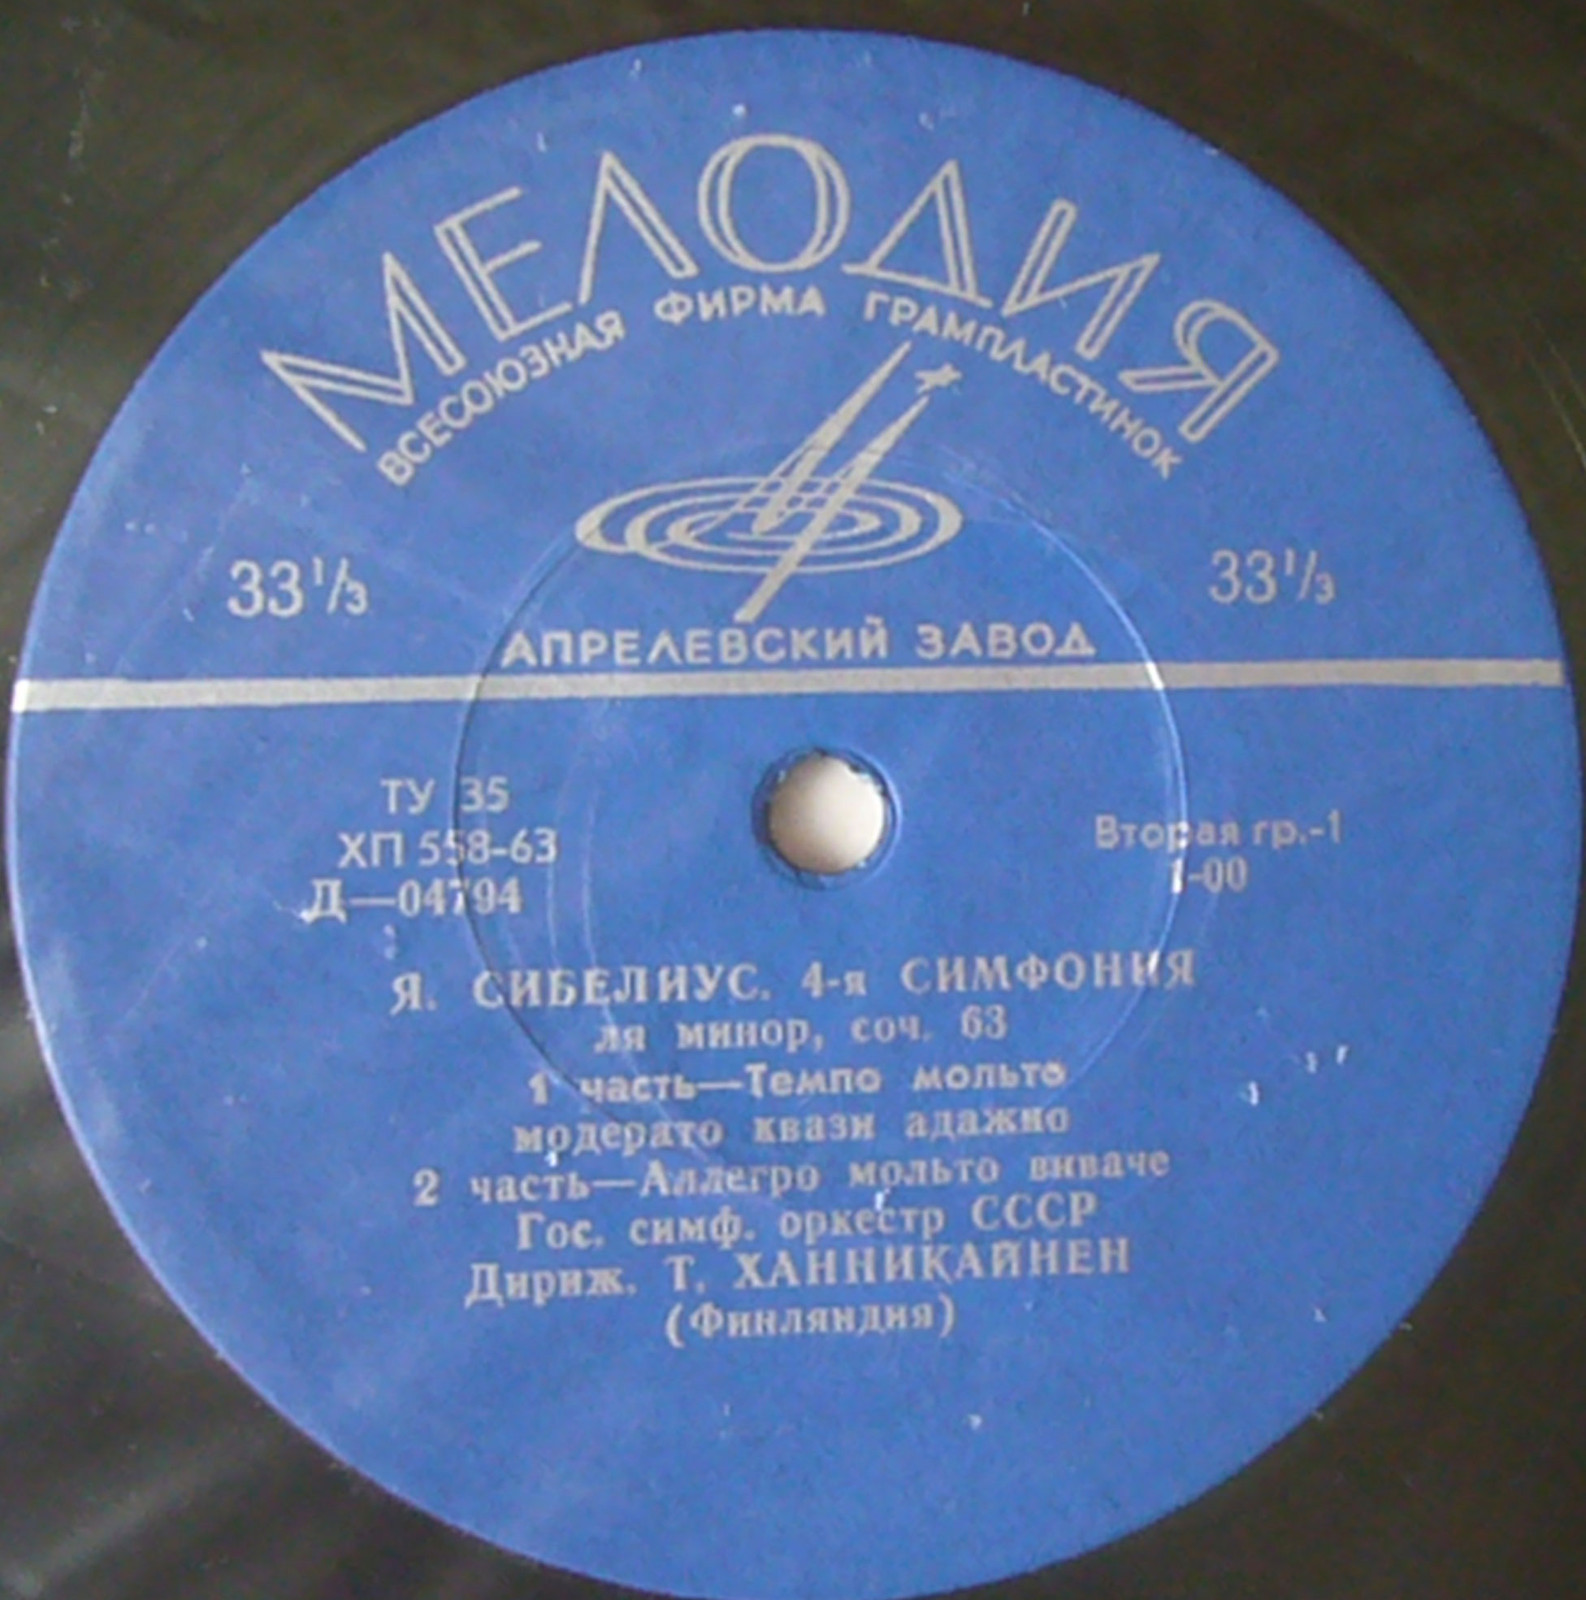 МЕЛОДИЯ
ВСЕСОЮЗНАЯ ФИРМА ГРАМПЛАСТИНОК
33⅓ 33⅓
АПРЕЛЕВСКИЙ ЗАВОД
ТУ 35
ХП 558-63
Д—04794
Вторая гр.-1
1-00
Я. СИБЕЛИУС. 4-я СИМФОНИЯ
ля минор, соч. 63
1 часть—Темпо мольто
модерато квази адажио
2 часть—Аллегро мольто виваче
Гос. симф. оркестр СССР
Дириж. Т. ХАННИКАЙНЕН
(Финляндия)